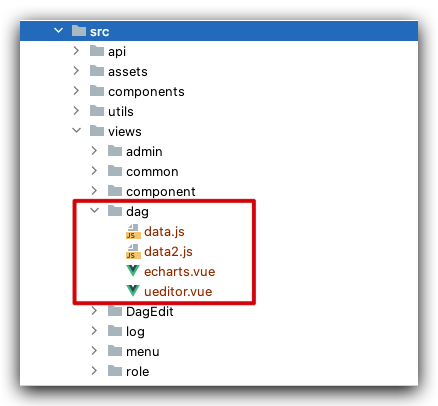 src
api
assets
components
utils
views
admin
common
component
dag
JS data.js
JS data2.js
echarts.vue
ueditor.vue
DagEdit
log
menu
role